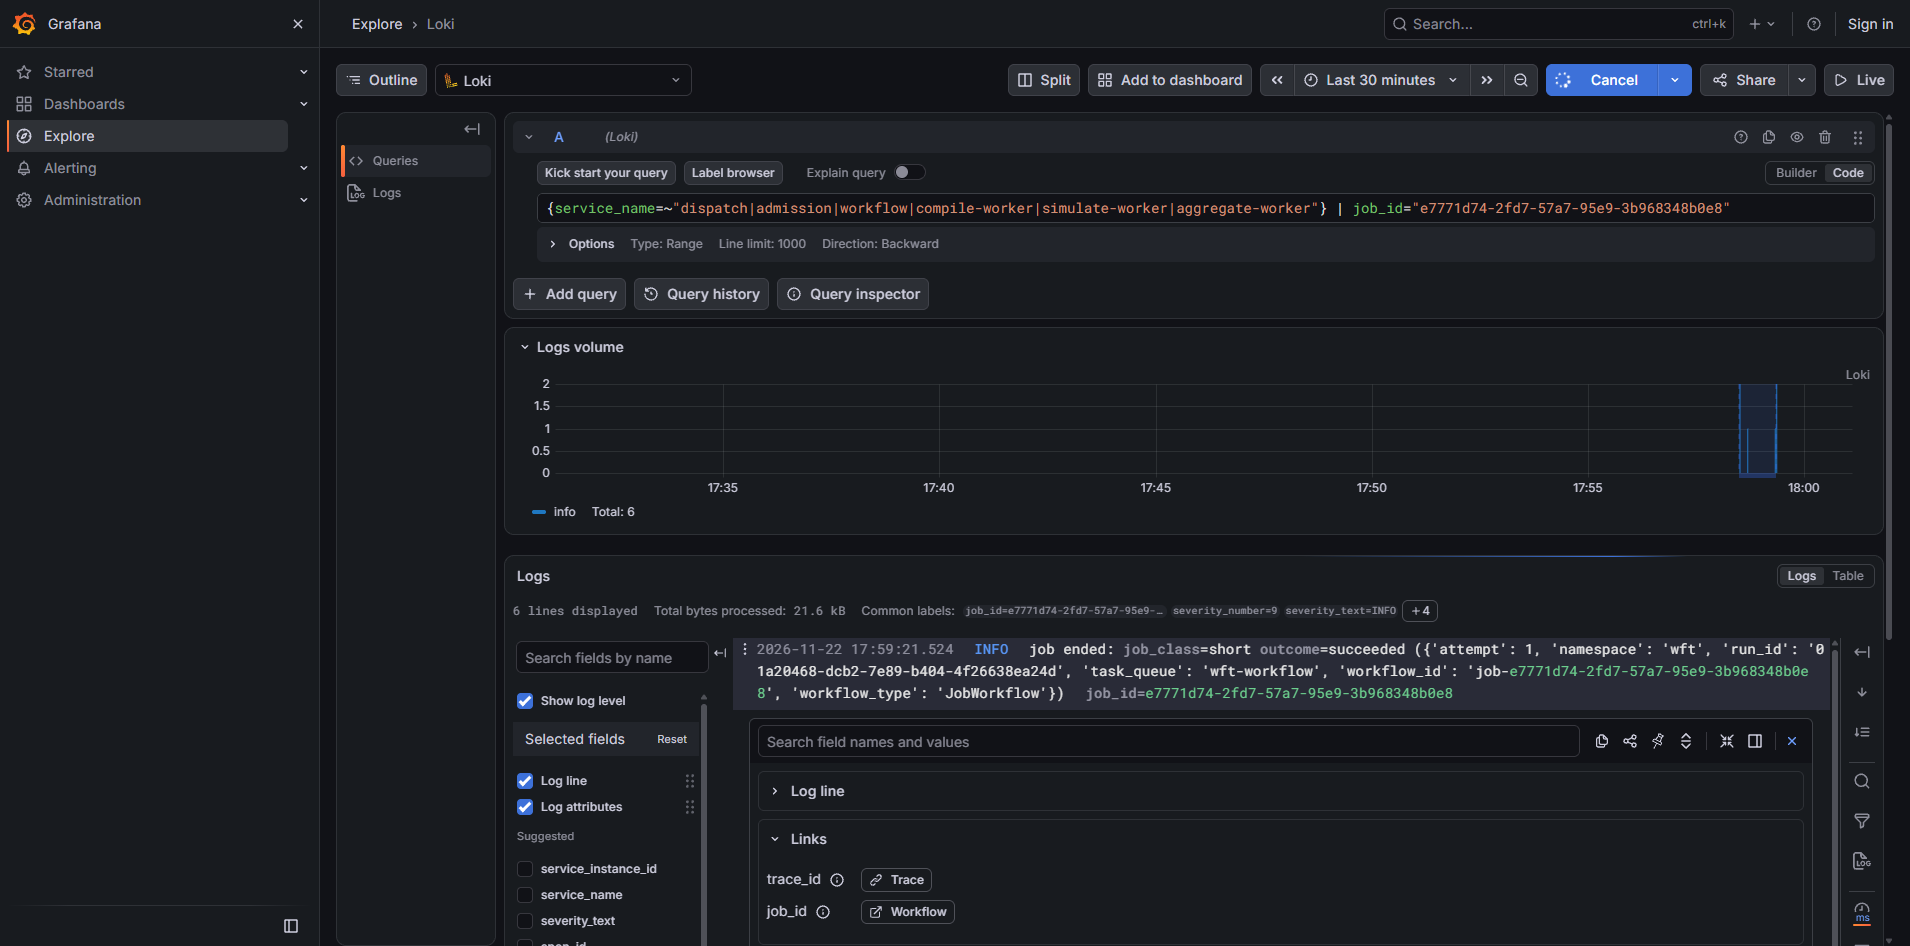 Grafana
Explore › Loki
Search... ctrl+k
Sign in
Starred
Dashboards
Explore
Alerting
Administration
Outline
Loki
Split
Add to dashboard
Last 30 minutes
Cancel
Share
Live
Queries
Logs
A (Loki)
Kick start your query
Label browser
Explain query
Builder
Code
{service_name=~"dispatch|admission|workflow|compile-worker|simulate-worker|aggregate-worker"} | job_id="e7771d74-2fd7-57a7-95e9-3b968348b0e8"
Options Type: Range Line limit: 1000 Direction: Backward
Add query
Query history
Query inspector
Logs volume
Loki
2
1.5
1
0.5
0
17:35 17:40 17:45 17:50 17:55 18:00
info Total: 6
Logs
Logs Table
6 lines displayed Total bytes processed: 21.6 kB Common labels: job_id=e7771d74-2fd7-57a7-95e9-… severity_number=9 severity_text=INFO +4
Search fields by name
Show log level
Selected fields Reset
Log line
Log attributes
Suggested
service_instance_id
service_name
severity_text
2026-11-22 17:59:21.524 INFO job ended: job_class=short outcome=succeeded ({'attempt': 1, 'namespace': 'wft', 'run_id': '0
1a20468-dcb2-7e89-b404-4f26638ea24d', 'task_queue': 'wft-workflow', 'workflow_id': 'job-e7771d74-2fd7-57a7-95e9-3b968348b0e
8', 'workflow_type': 'JobWorkflow'}) job_id=e7771d74-2fd7-57a7-95e9-3b968348b0e8
Search field names and values
Log line
Links
trace_id Trace
job_id Workflow
LOG
ms